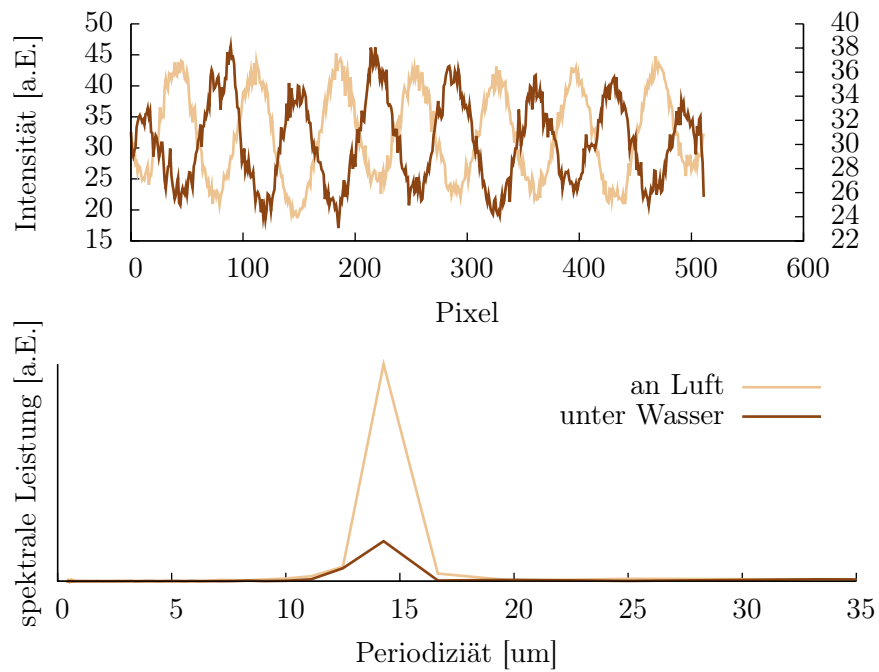 50
45
40
35
30
25
20
15
Intensität [a.E.]
40
38
36
34
32
30
28
26
24
22
0 100 200 300 400 500 600
Pixel
spektrale Leistung [a.E.]
an Luft
unter Wasser
0 5 10 15 20 25 30 35
Periodiziät [um]